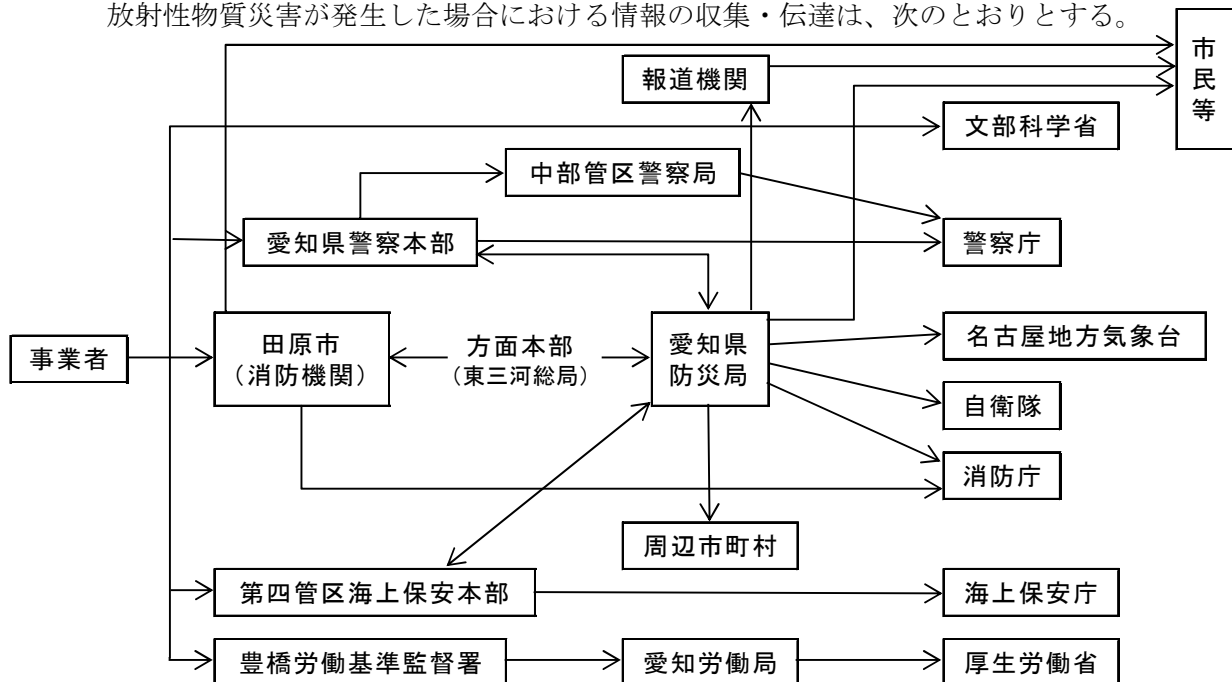 放射性物質災害が発生した場合における情報の収集・伝達は、次のとおりとする。
市民等
報道機関
文部科学省
中部管区警察局
愛知県警察本部
警察庁
事業者
田原市
（消防機関）
方面本部
（東三河総局）
愛知県
防災局
名古屋地方気象台
自衛隊
消防庁
周辺市町村
第四管区海上保安本部
海上保安庁
豊橋労働基準監督署
愛知労働局
厚生労働省